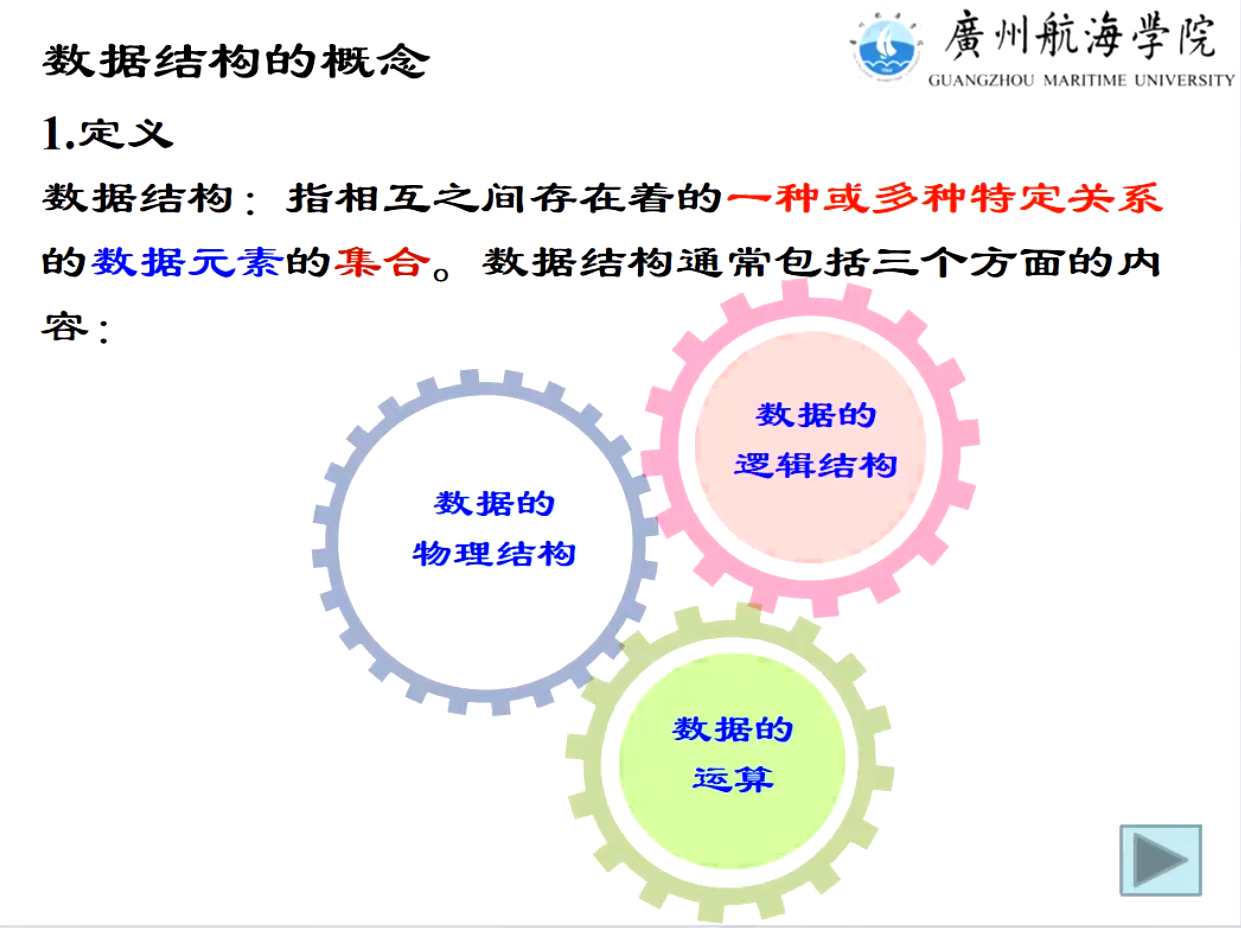 数据结构的概念
廣州航海学院
GUANGZHOU MARITIME UNIVERSITY
1.定义
数据结构：指相互之间存在着的一种或多种特定关系
的数据元素的集合。数据结构通常包括三个方面的内
容：
数据的
逻辑结构
数据的
物理结构
数据的
运算